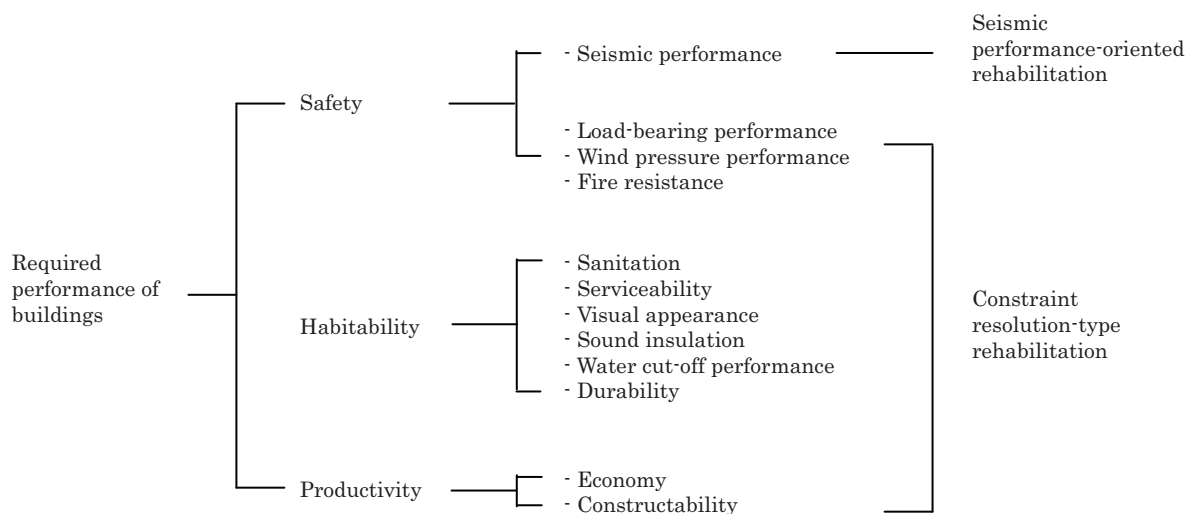 Required
performance of
buildings
Safety
- Seismic performance
- Load-bearing performance
- Wind pressure performance
- Fire resistance
Habitability
- Sanitation
- Serviceability
- Visual appearance
- Sound insulation
- Water cut-off performance
- Durability
Productivity
- Economy
- Constructability
Seismic
performance-oriented
rehabilitation
Constraint
resolution-type
rehabilitation